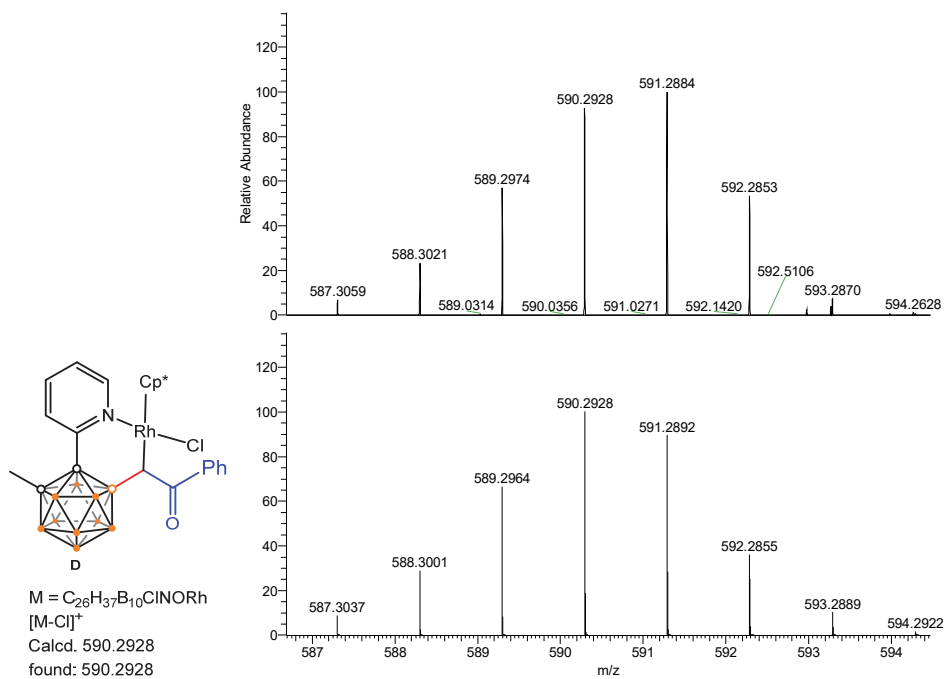 120
100
80
60
40
20
0
Relative Abundance
587.3059
588.3021
589.2974
590.2928
591.2884
592.2853
593.2870
594.2628
589.0314
590.0356
591.0271
592.1420
592.5106
120
100
80
60
40
20
0
587.3037
588.3001
589.2964
590.2928
591.2892
592.2855
593.2889
594.2922
587 588 589 590 591 592 593 594
m/z
Cp*
N
Rh
Cl
Ph
O
D
M = C₂₆H₃₇B₁₀ClNORh
[M-Cl]⁺
Calcd. 590.2928
found: 590.2928